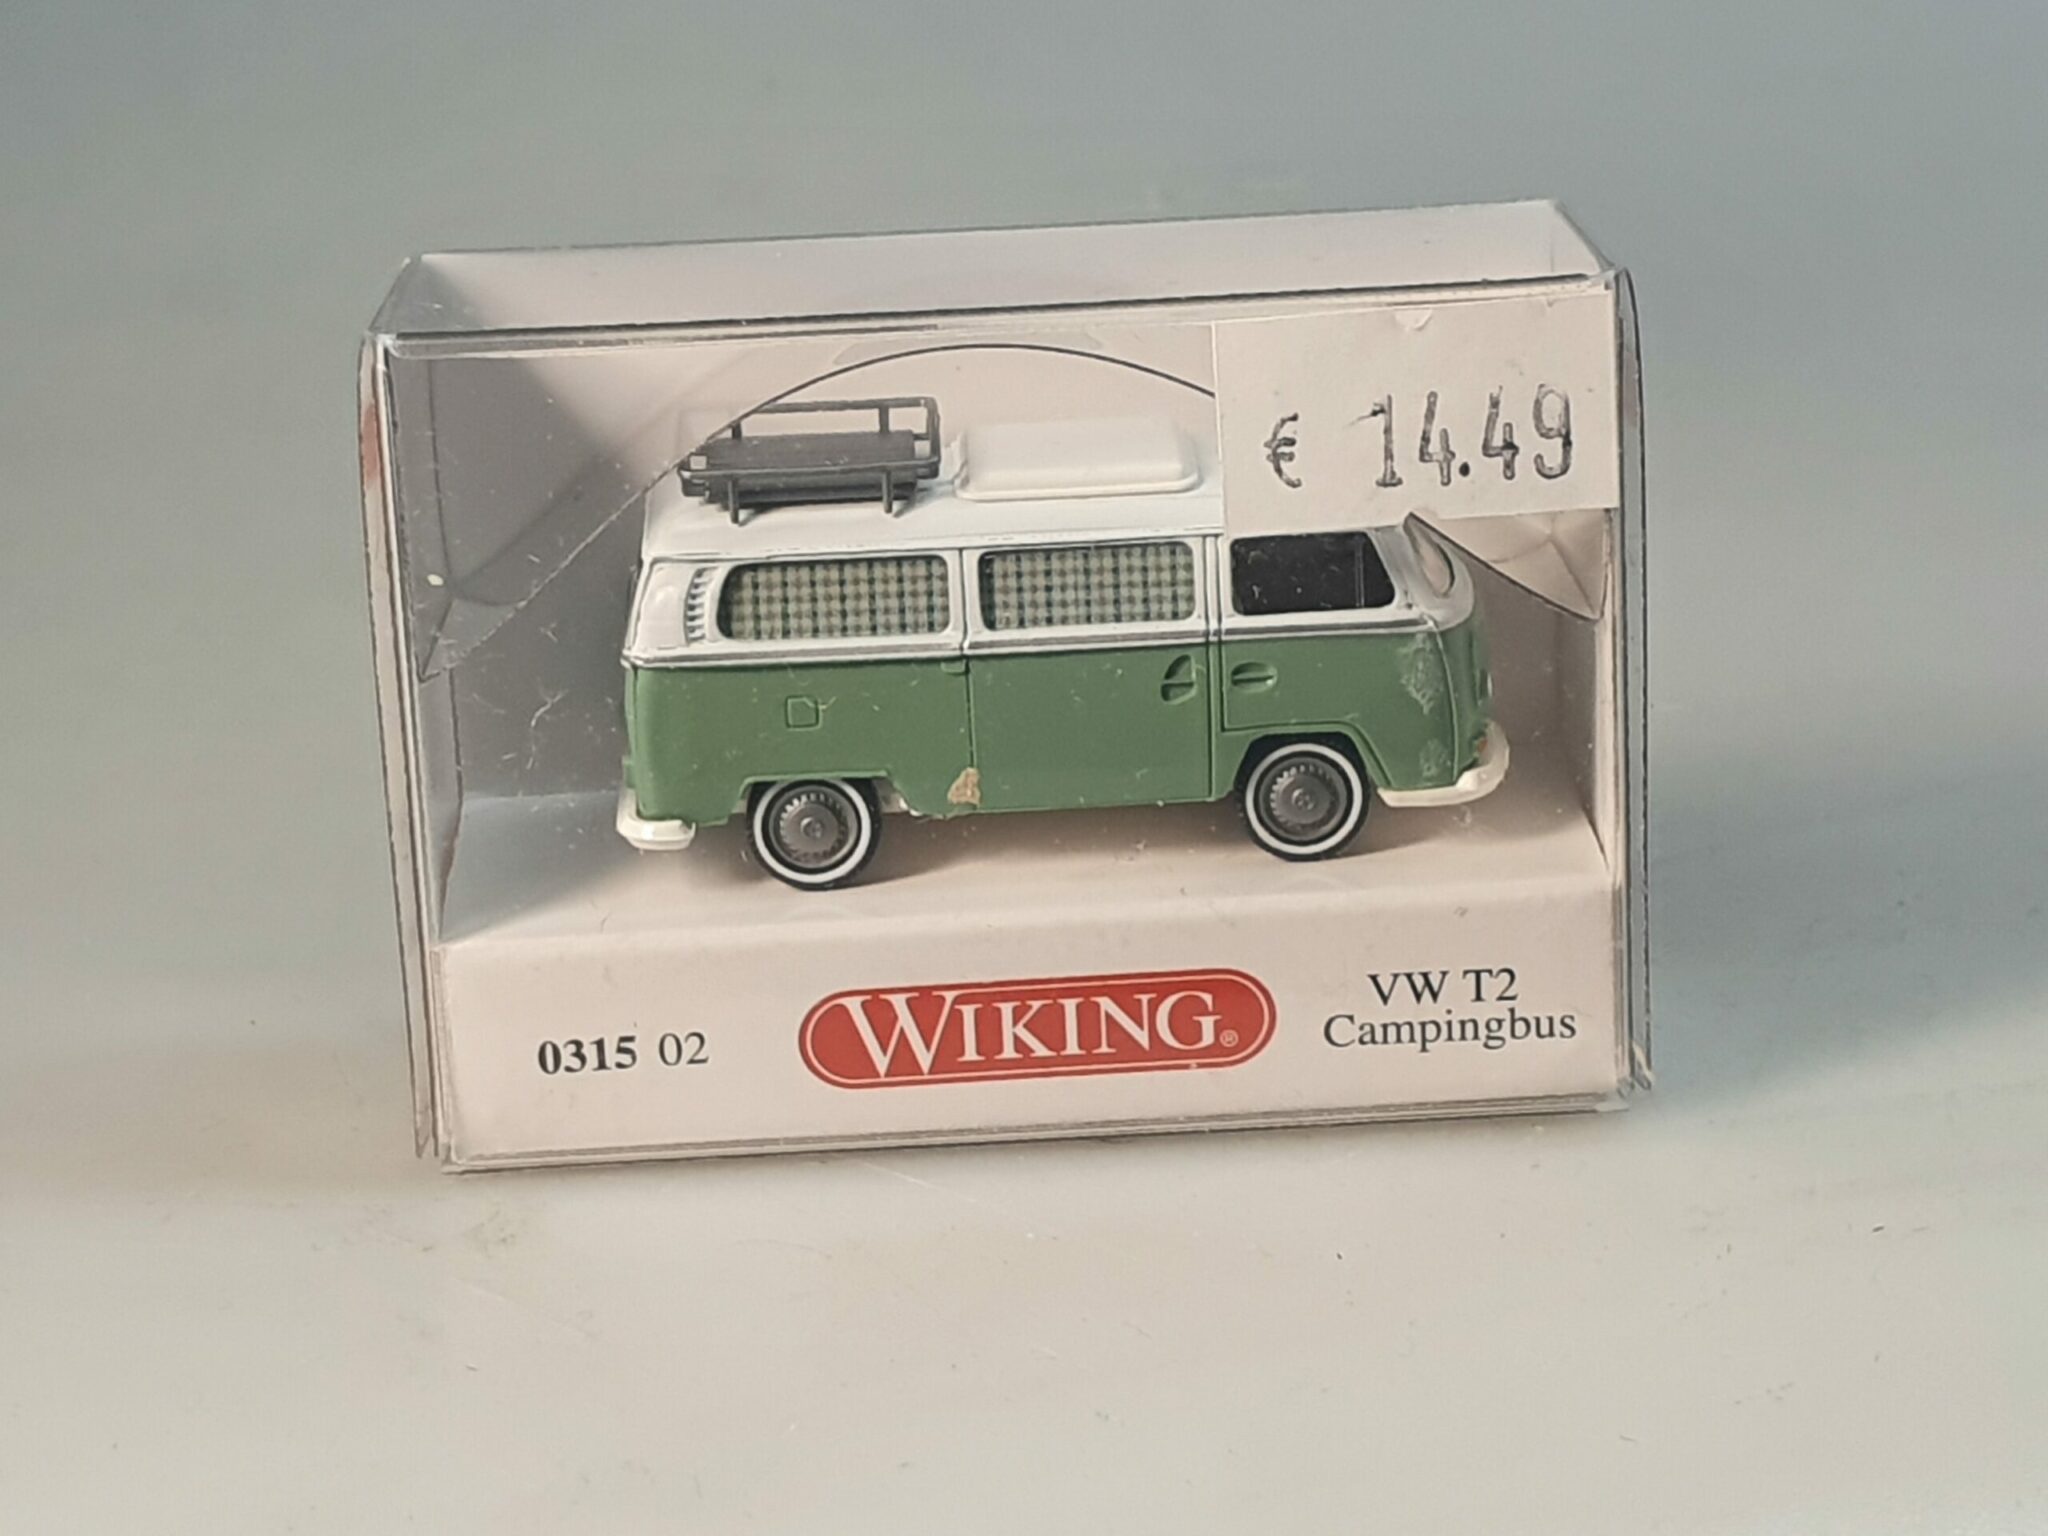 € 14.49
0315 02
WIKING®
VW T2
Campingbus